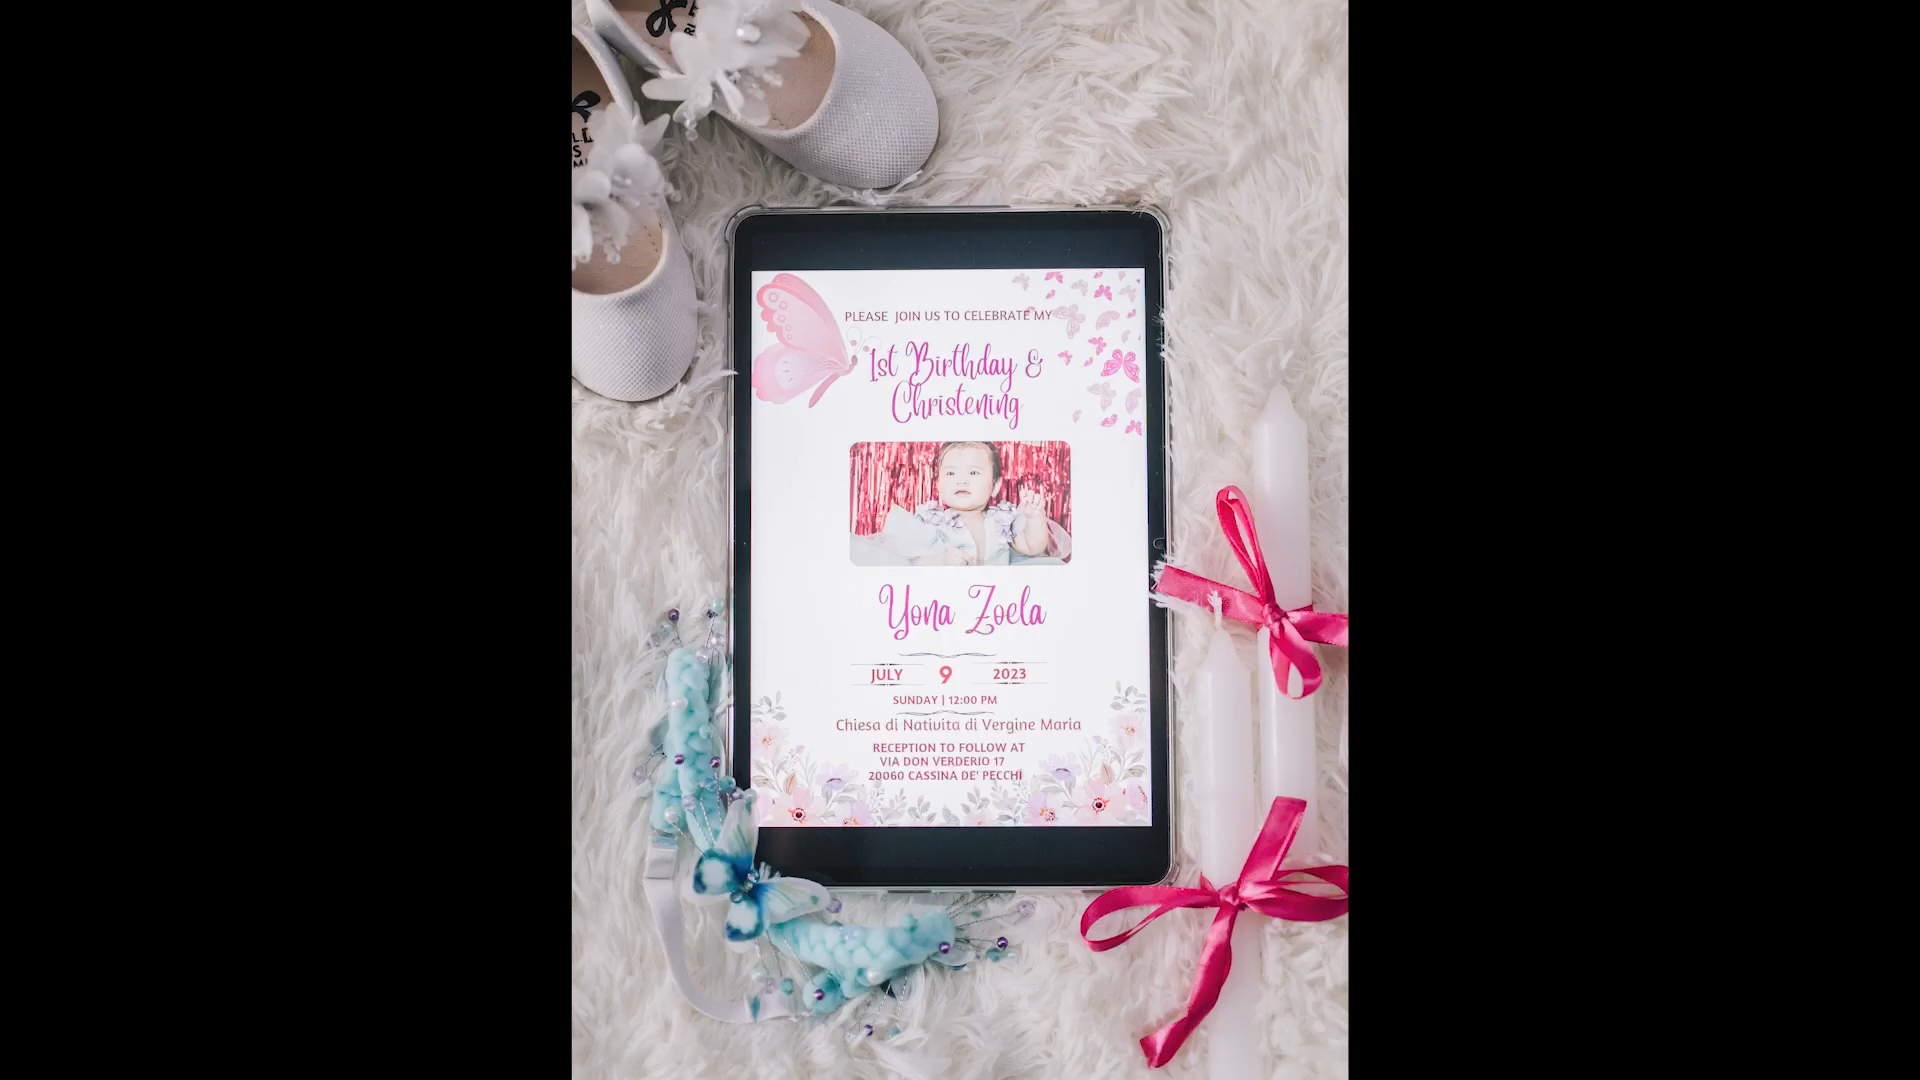 PLEASE JOIN US TO CELEBRATE MY
1st Birthday &
Christening
Yona Zoela
JULY 9 2023
SUNDAY | 12:00 PM
Chiesa di Nativita di Vergine Maria
RECEPTION TO FOLLOW AT
VIA DON VERDERIO 17
20060 CASSINA DE' PECCHI